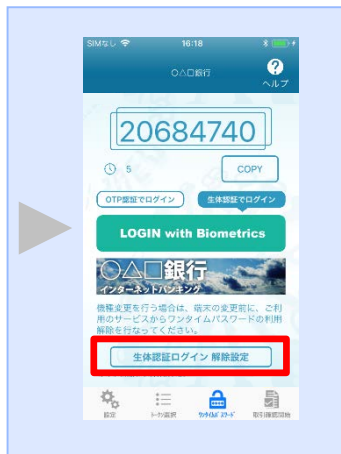 SIMなし 16:18
○△□銀行
?
ヘルプ
20684740
5 COPY
OTP認証でログイン 生体認証でログイン
LOGIN with Biometrics
○△□銀行
インターネットバンキング
機種変更を行う場合は、端末の変更前に、ご利
用のサービスからワンタイムパスワードの利用
解除を行なってください。
生体認証ログイン 解除設定
設定 トークン選択 ワンタイムパスワード 取引確認開始